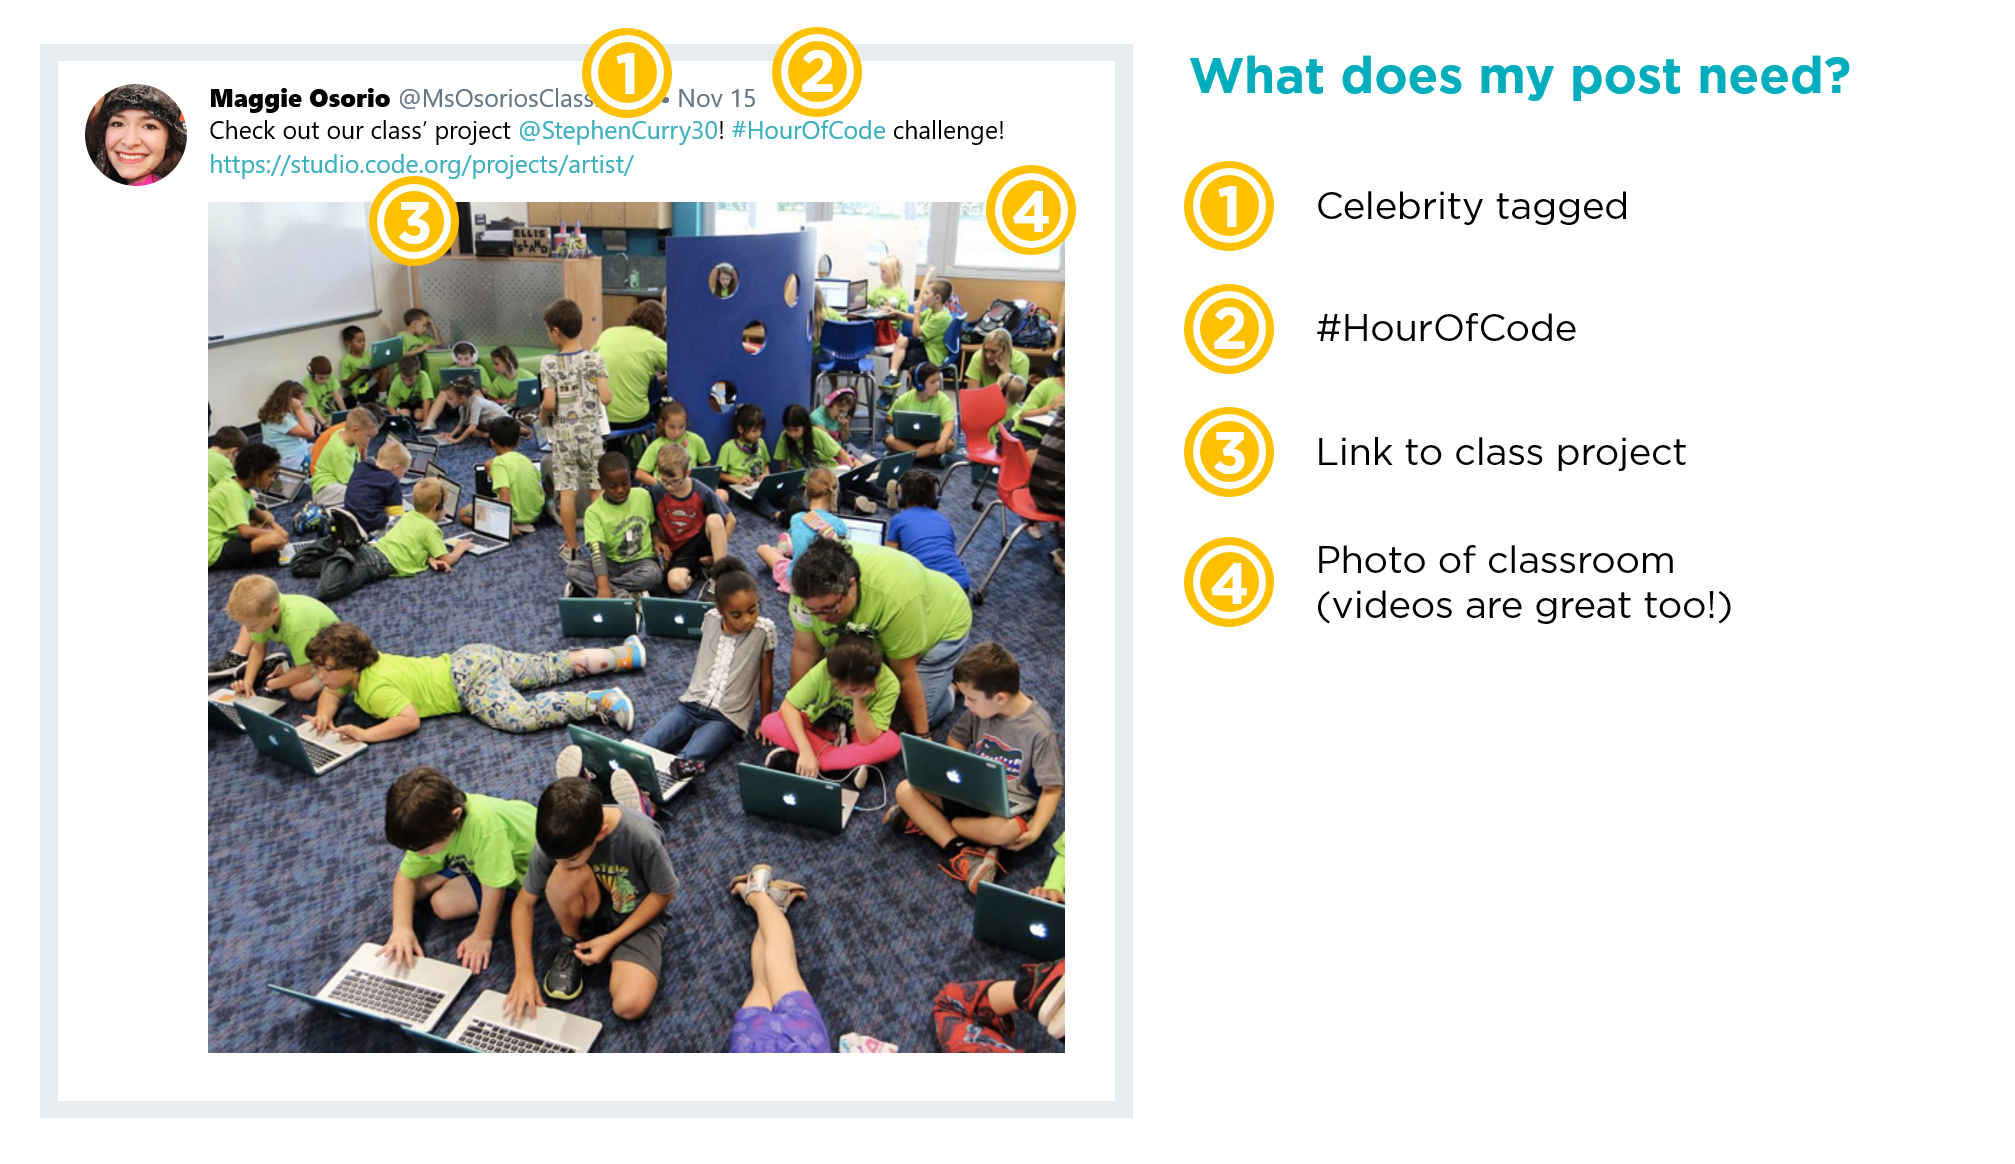 1
2
Maggie Osorio @MsOsoriosClass • Nov 15
Check out our class’ project @StephenCurry30! #HourOfCode challenge!
https://studio.code.org/projects/artist/
3
4
ELLIS
ISLAND
What does my post need?
1 Celebrity tagged
2 #HourOfCode
3 Link to class project
4 Photo of classroom
(videos are great too!)